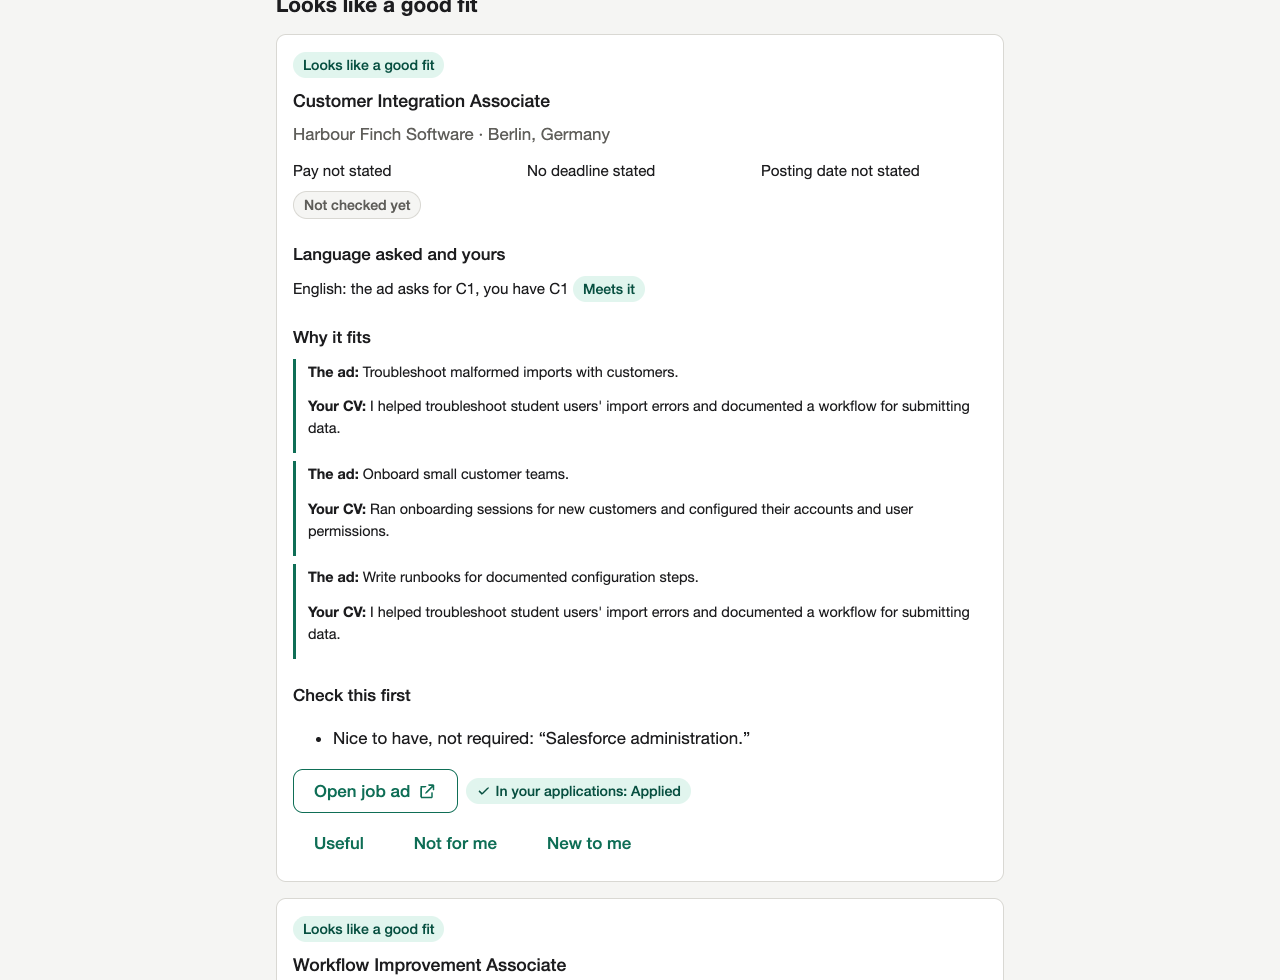 Looks like a good fit
Looks like a good fit
Customer Integration Associate
Harbour Finch Software · Berlin, Germany
Pay not stated
No deadline stated
Posting date not stated
Not checked yet
Language asked and yours
English: the ad asks for C1, you have C1 Meets it
Why it fits
The ad: Troubleshoot malformed imports with customers.
Your CV: I helped troubleshoot student users' import errors and documented a workflow for submitting
data.
The ad: Onboard small customer teams.
Your CV: Ran onboarding sessions for new customers and configured their accounts and user
permissions.
The ad: Write runbooks for documented configuration steps.
Your CV: I helped troubleshoot student users' import errors and documented a workflow for submitting
data.
Check this first
• Nice to have, not required: “Salesforce administration.”
Open job ad
✓ In your applications: Applied
Useful
Not for me
New to me
Looks like a good fit
Workflow Improvement Associate